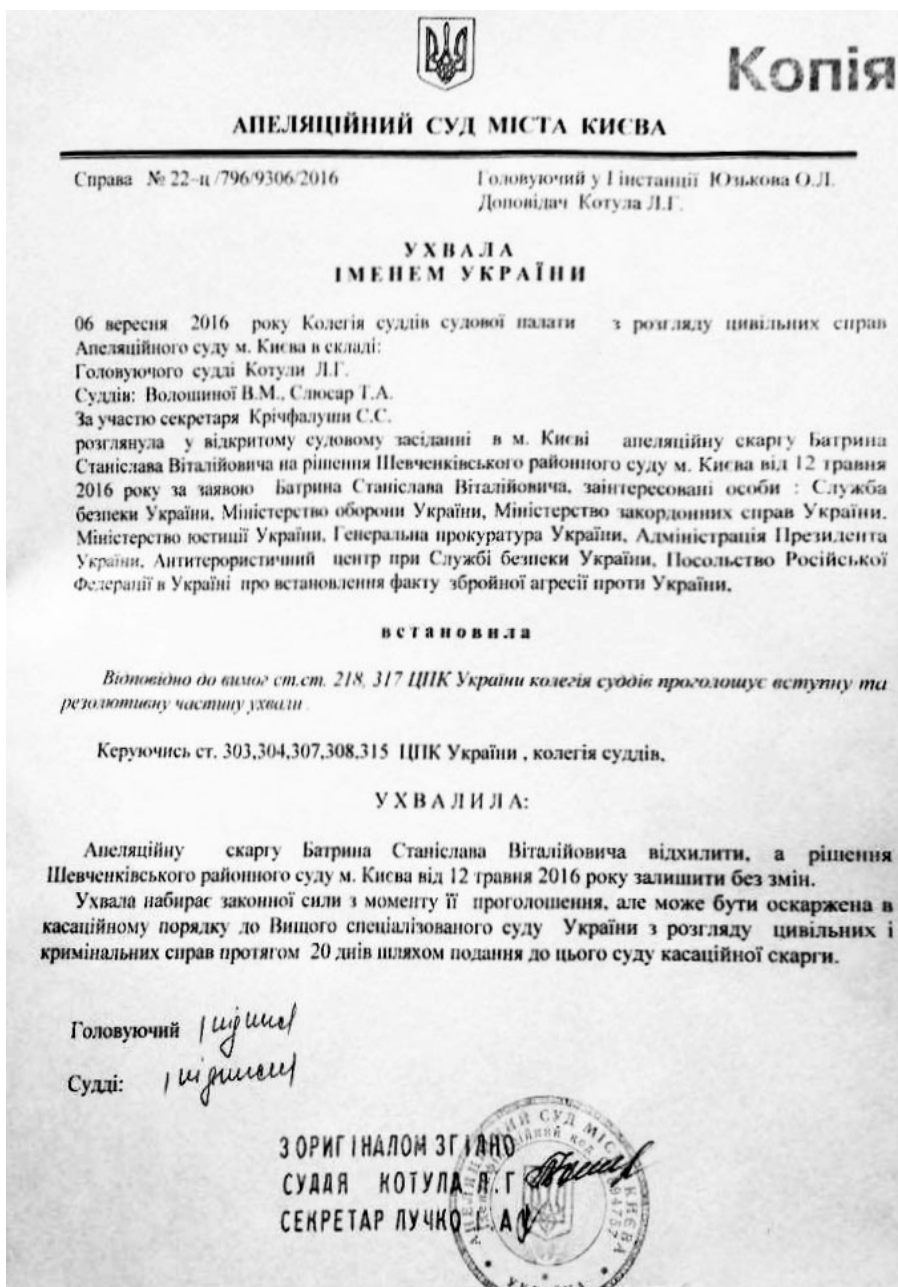 Копія
АПЕЛЯЦІЙНИЙ СУД МІСТА КИЄВА
Справа № 22-ц /796/9306/2016
Головуючий у І інстанції Юзькова О.Л.
Доповідач Котула Л.Г.
УХВАЛА
ІМЕНЕМ УКРАЇНИ
06 вересня 2016 року Колегія суддів судової палати з розгляду цивільних справ
Апеляційного суду м. Києва в складі:
Головуючого судді Котули Л.Г.
Суддів: Волошиної В.М., Слюсар Т.А.
За участю секретаря Крічфалуши С.С.
розглянула у відкритому судовому засіданні в м. Києві апеляційну скаргу Батрина
Станіслава Віталійовича на рішення Шевченківського районного суду м. Києва від 12 травня
2016 року за заявою Батрина Станіслава Віталійовича, заінтересовані особи : Служба
безпеки України, Міністерство оборони України, Міністерство закордонних справ України,
Міністерство юстиції України, Генеральна прокуратура України, Адміністрація Президента
України, Антитерористичний центр при Службі безпеки України, Посольство Російської
Федерації в Україні про встановлення факту збройної агресії проти України,
встановила
Відповідно до вимог ст.ст. 218, 317 ЦПК України колегія суддів проголошує вступну та
резолютивну частину ухвали .
Керуючись ст. 303,304,307,308,315 ЦПК України , колегія суддів,
УХВАЛИЛА:
Апеляційну скаргу Батрина Станіслава Віталійовича відхилити, а рішення
Шевченківського районного суду м. Києва від 12 травня 2016 року залишити без змін.
Ухвала набирає законної сили з моменту її проголошення, але може бути оскаржена в
касаційному порядку до Вищого спеціалізованого суду України з розгляду цивільних і
кримінальних справ протягом 20 днів шляхом подання до цього суду касаційної скарги.
Головуючий /підпис/
Судді: /підписи/
З ОРИГІНАЛОМ ЗГІДНО
СУДДЯ КОТУЛА Л.Г
СЕКРЕТАР ЛУЧКО І.А
АПЕЛЯЦІЙНИЙ СУД МІСТА КИЄВА
УКРАЇНА